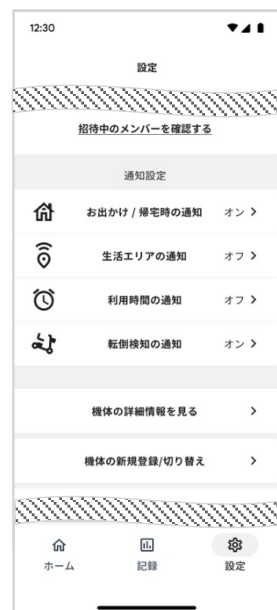 12:30
設定
招待中のメンバーを確認する
通知設定
お出かけ / 帰宅時の通知 オン
生活エリアの通知 オフ
利用時間の通知 オフ
転倒検知の通知 オン
機体の詳細情報を見る
機体の新規登録/切り替え
ホーム 記録 設定